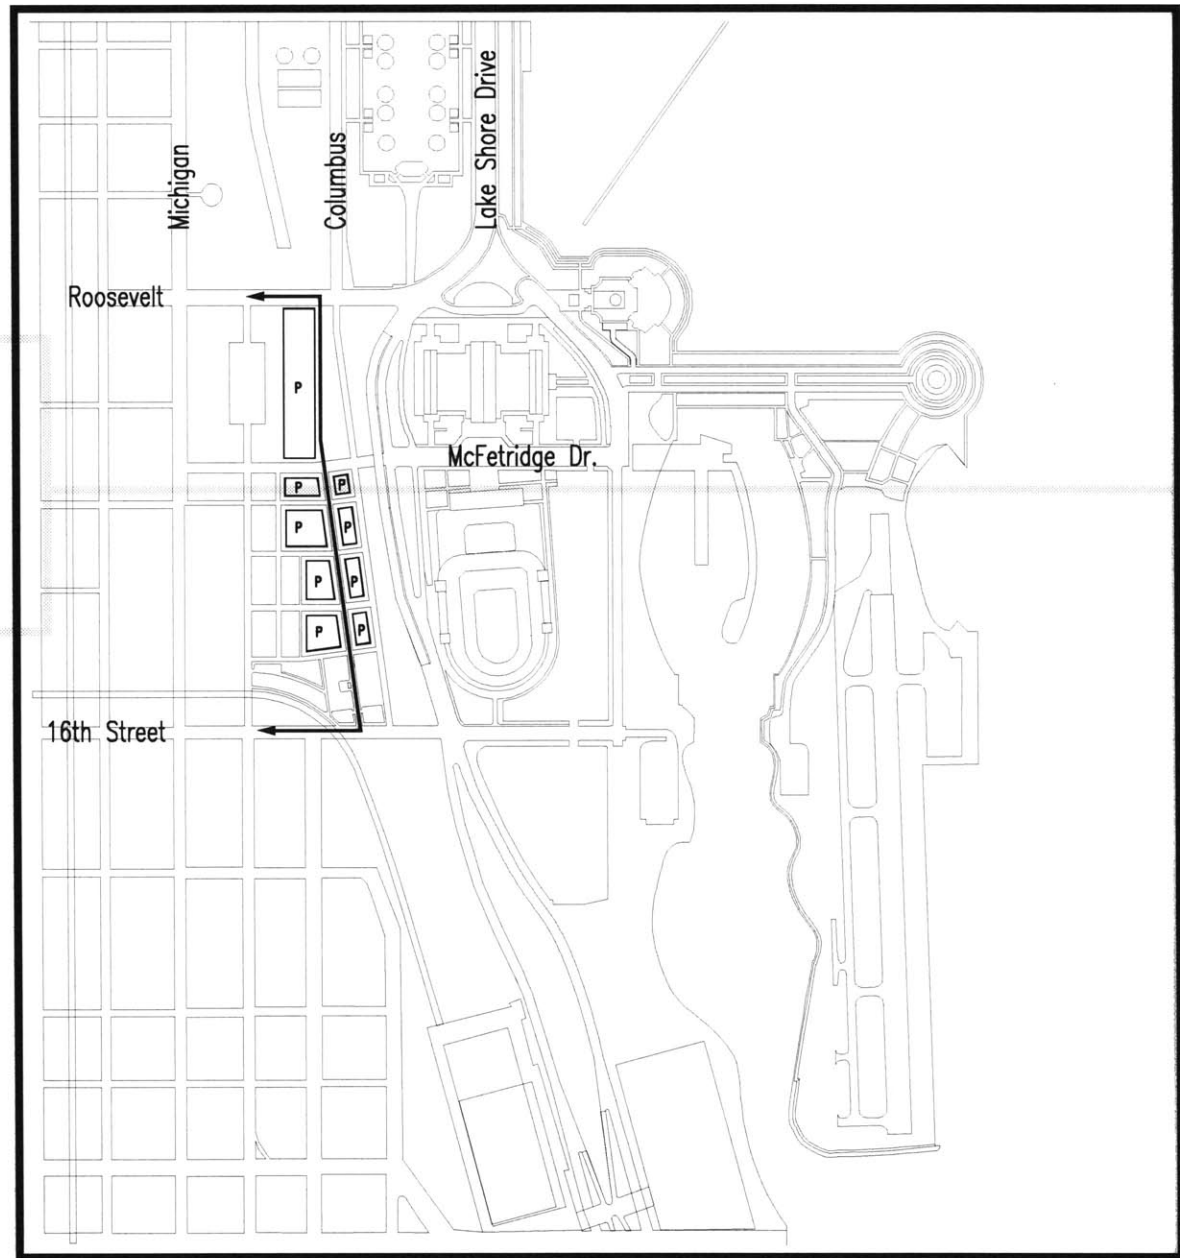 Michigan
Columbus
Lake Shore Drive
Roosevelt
P
McFetridge Dr.
P
P
P
P
P
P
P
P
16th Street